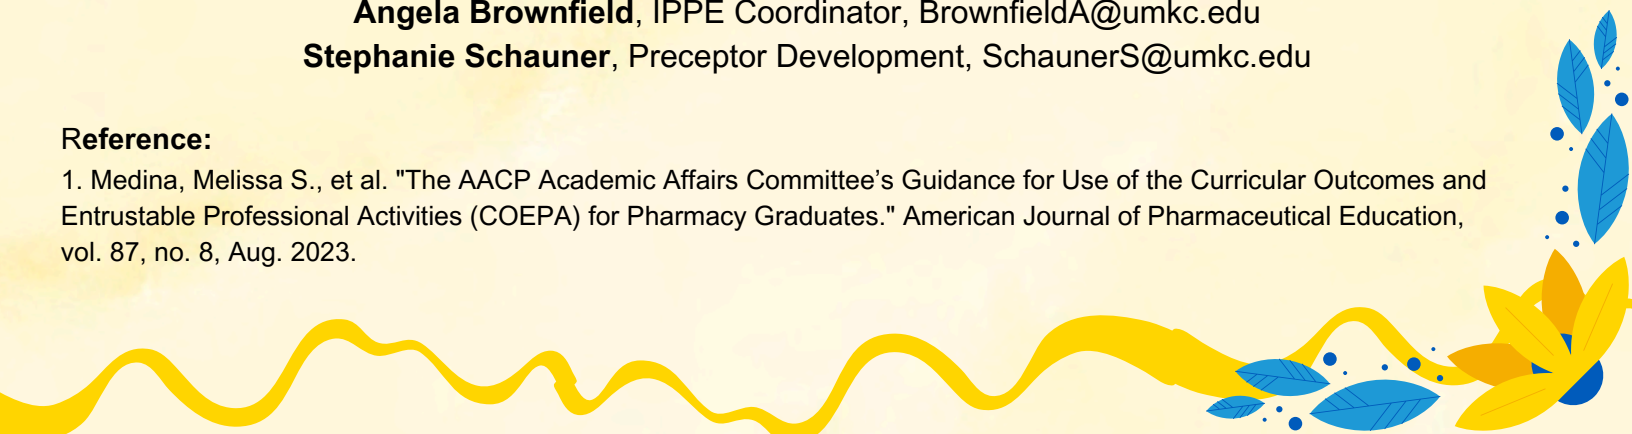 Angela Brownfield, IPPE Coordinator, BrownfieldA@umkc.edu
Stephanie Schauner, Preceptor Development, SchaunerS@umkc.edu
Reference:
1. Medina, Melissa S., et al. "The AACP Academic Affairs Committee’s Guidance for Use of the Curricular Outcomes and
Entrustable Professional Activities (COEPA) for Pharmacy Graduates." American Journal of Pharmaceutical Education,
vol. 87, no. 8, Aug. 2023.